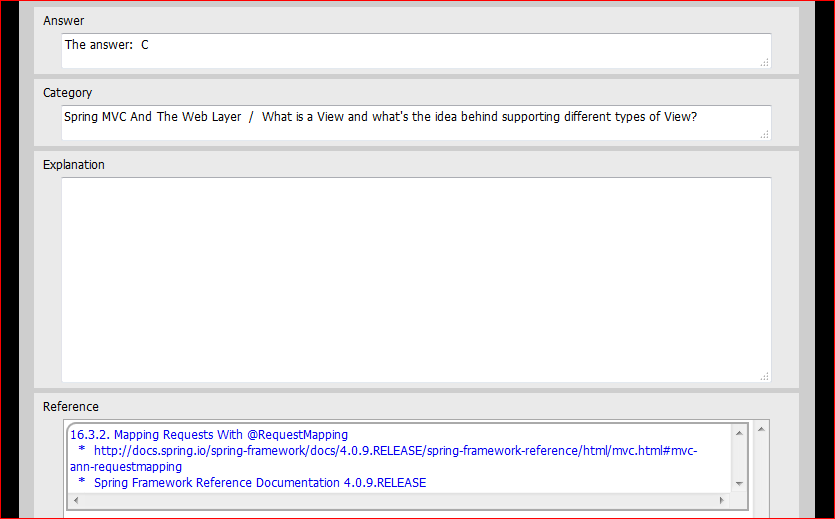 Answer
The answer:  C
Category
Spring MVC And The Web Layer  /  What is a View and what's the idea behind supporting different types of View?
Explanation
Reference
16.3.2. Mapping Requests With @RequestMapping
*  http://docs.spring.io/spring-framework/docs/4.0.9.RELEASE/spring-framework-reference/html/mvc.html#mvc-
ann-requestmapping
*  Spring Framework Reference Documentation 4.0.9.RELEASE